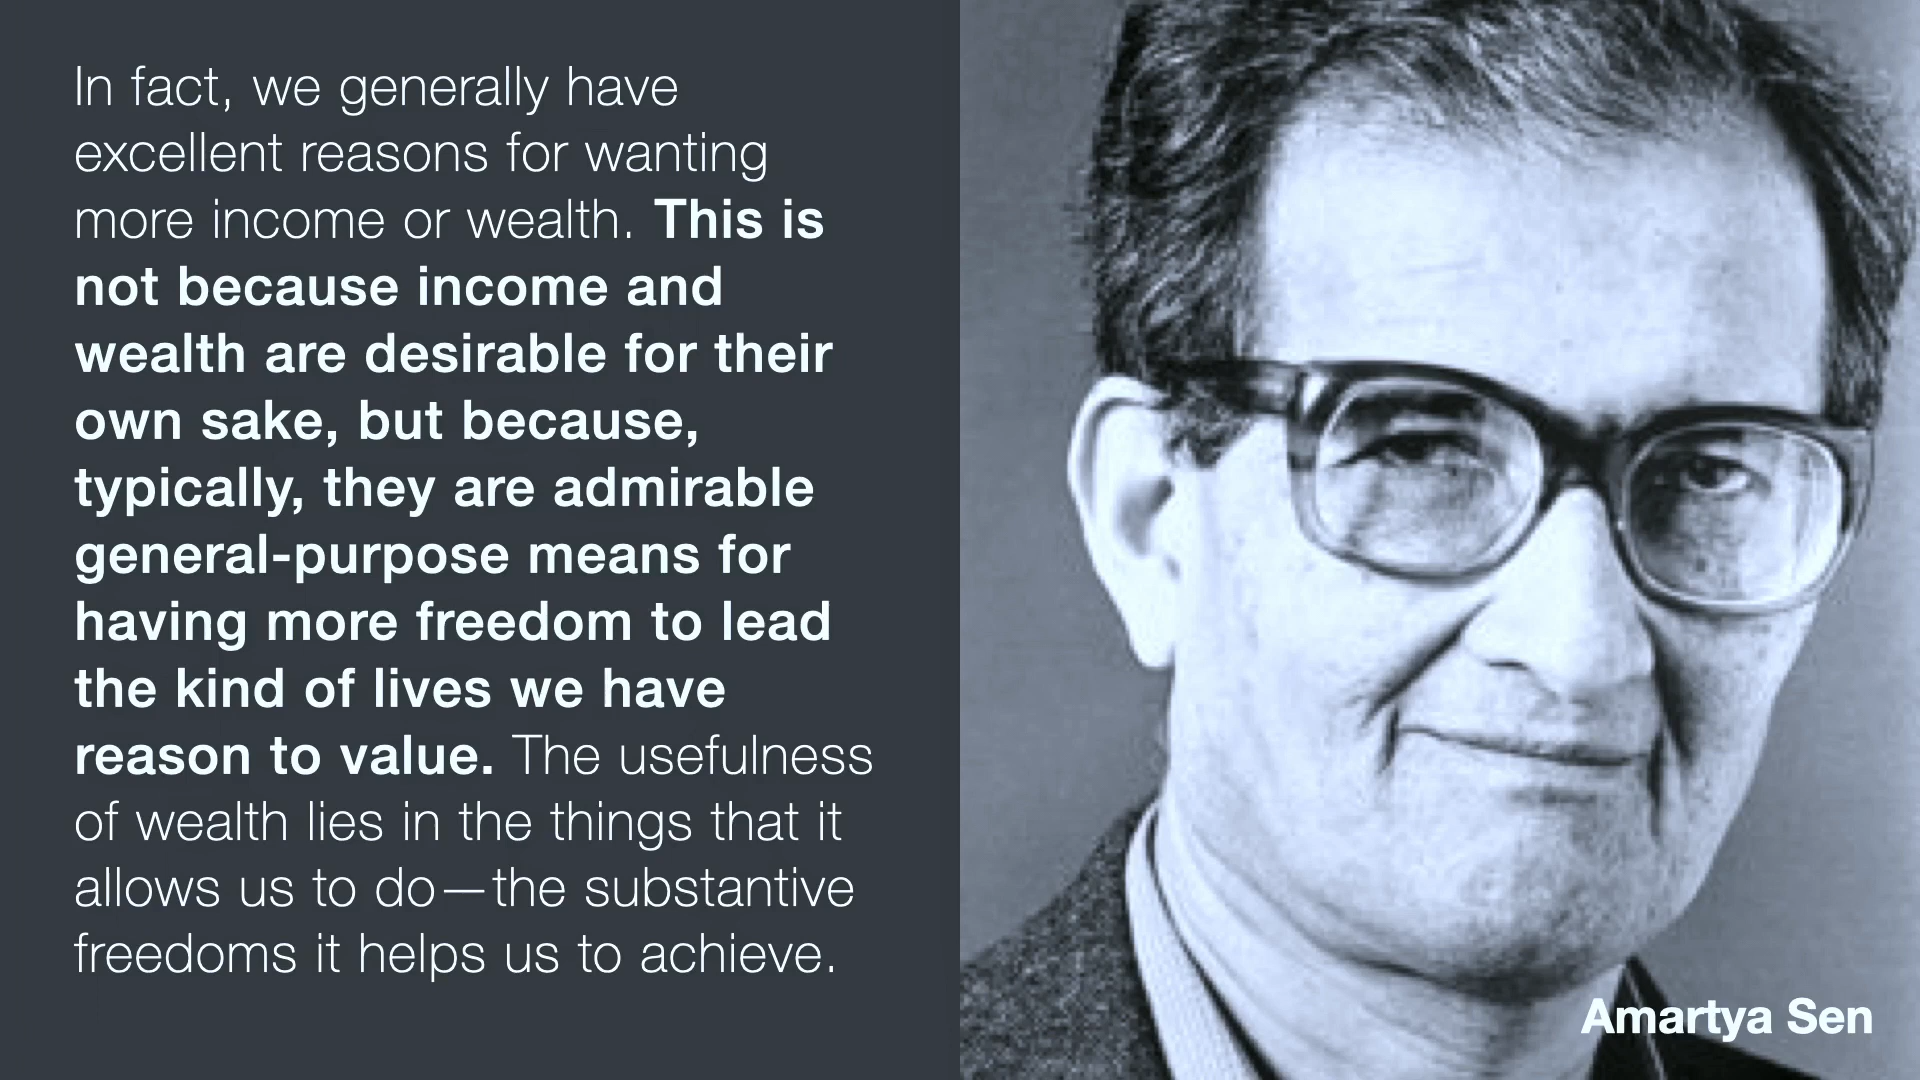 In fact, we generally have
excellent reasons for wanting
more income or wealth. This is
not because income and
wealth are desirable for their
own sake, but because,
typically, they are admirable
general-purpose means for
having more freedom to lead
the kind of lives we have
reason to value. The usefulness
of wealth lies in the things that it
allows us to do—the substantive
freedoms it helps us to achieve.
Amartya Sen